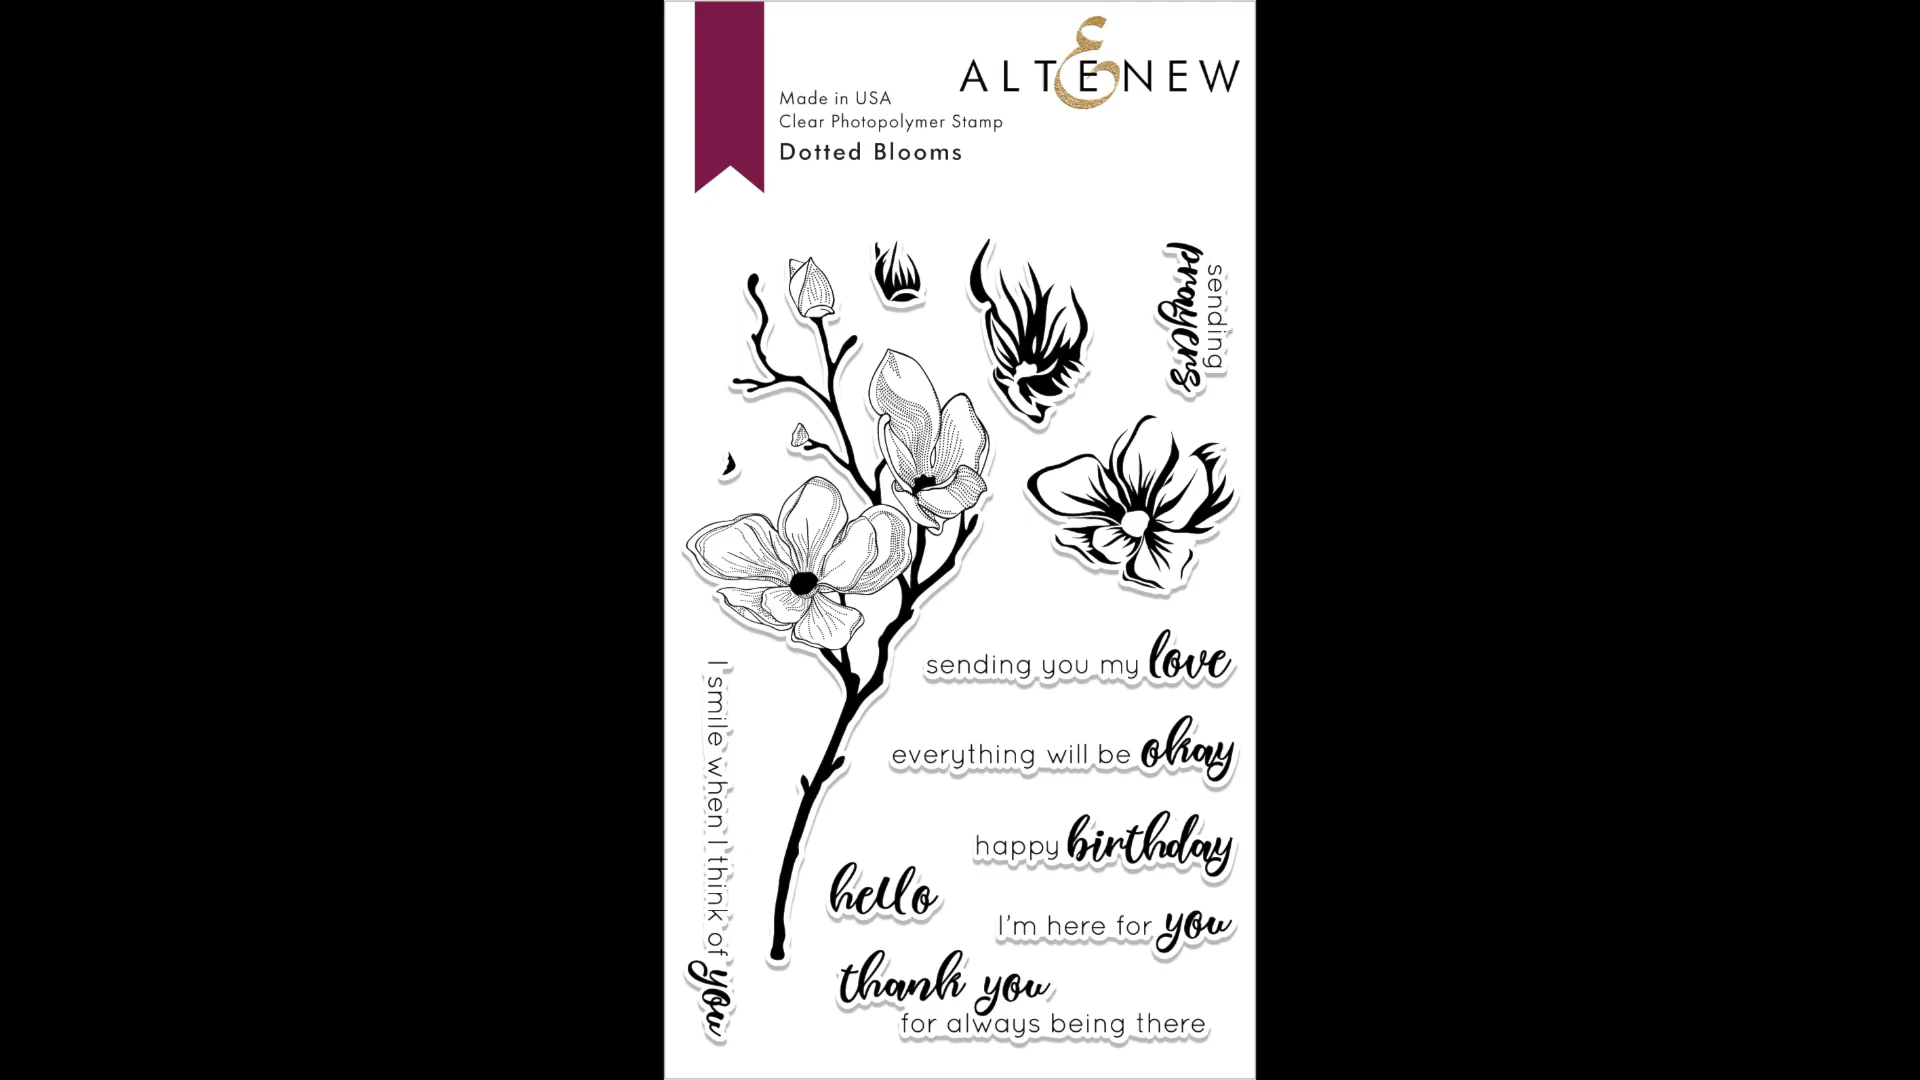 ALTENEW
Made in USA
Clear Photopolymer Stamp
Dotted Blooms
sending
prayers
sending you my love
everything will be okay
happy birthday
hello
I'm here for you
thank you
for always being there
I smile when I think of you